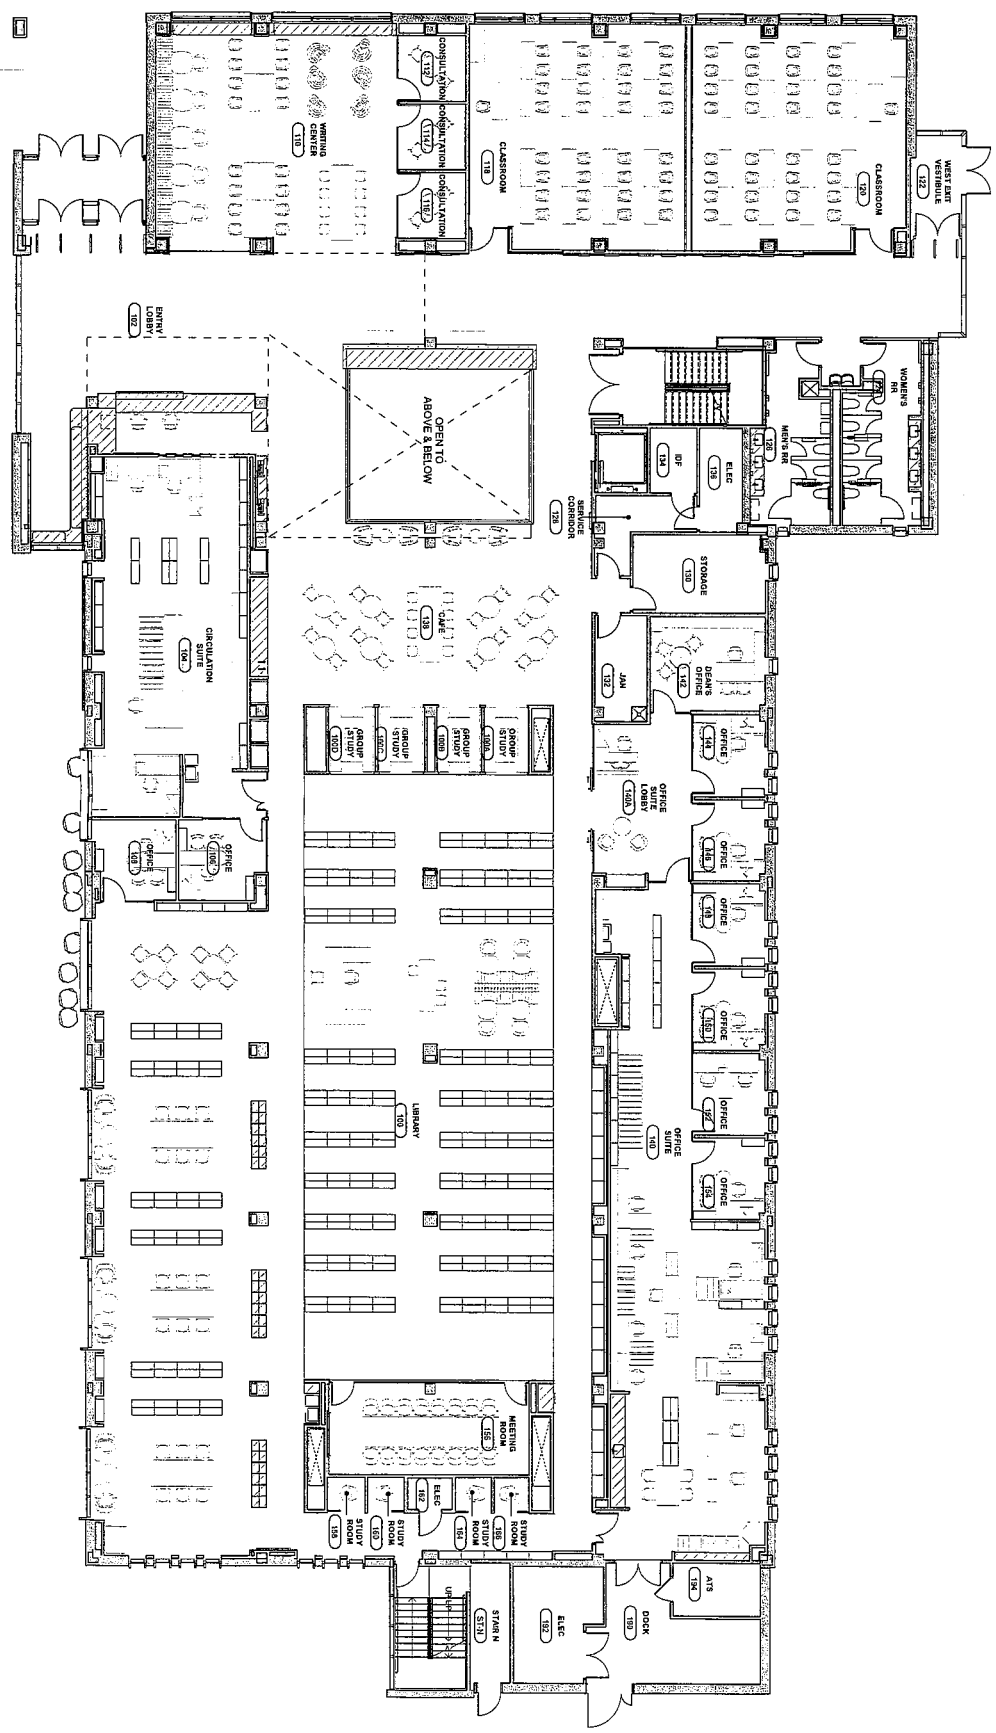 CONSULTATION
112
CONSULTATION
114
CONSULTATION
116
WRITING
CENTER
110
CLASSROOM
118
CLASSROOM
120
WEST EXIT
VESTIBULE
122
ENTRY
LOBBY
102
OPEN TO
ABOVE & BELOW
WOMEN'S
RR
MEN'S RR
126
ELEC
136
IDF
134
SERVICE
CORRIDOR
128
STORAGE
130
JAN
132
CAFE
138
CIRCULATION
SUITE
104
OFFICE
106
OFFICE
108
DEAN'S
OFFICE
142
OFFICE
144
OFFICE
146
OFFICE
148
OFFICE
150
OFFICE
152
OFFICE
154
OFFICE
SUITE
LOBBY
140A
OFFICE
SUITE
140
GROUP
STUDY
100D
GROUP
STUDY
100C
GROUP
STUDY
100B
GROUP
STUDY
100A
LIBRARY
100
MEETING
ROOM
156
STUDY
ROOM
158
STUDY
ROOM
160
ELEC
162
STUDY
ROOM
164
STUDY
ROOM
166
UP
STAIR N
ST-N
ELEC
192
DOCK
190
ATS
194